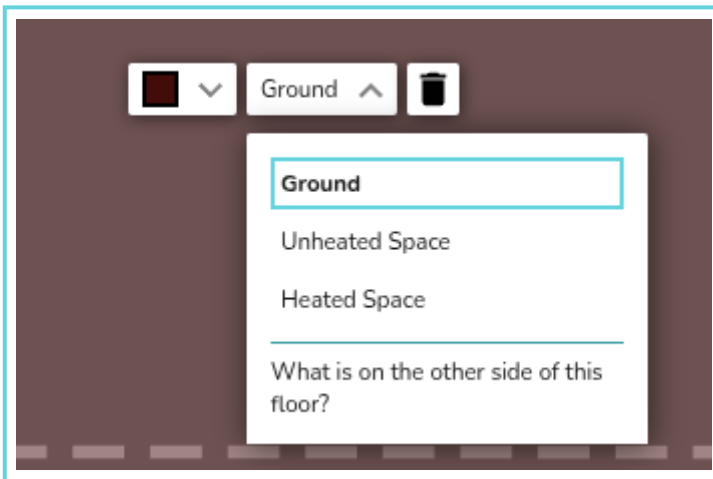 Ground
Ground
Unheated Space
Heated Space
What is on the other side of this
floor?